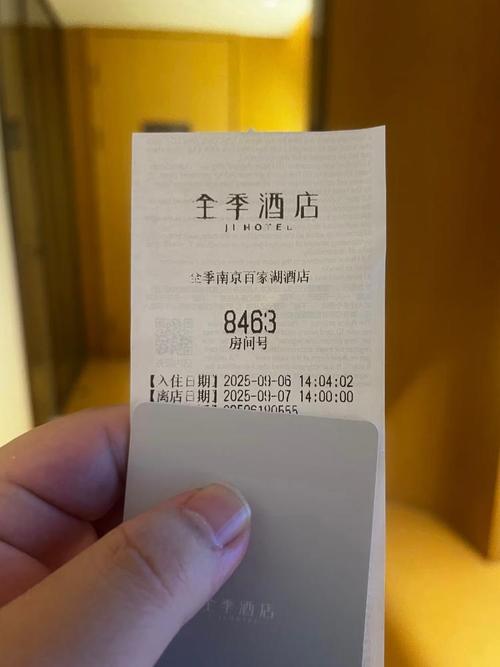 全季酒店
JI HOTEL
全季南京百家湖酒店
8463
房间号
【入住日期】2025-09-06 14:04:02
【离店日期】2025-09-07 14:00:00
全季酒店
JI HOTEL